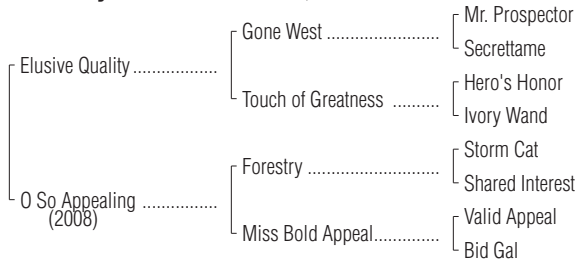 Mr. Prospector
Gone West ........................
Secrettame
Elusive Quality ..................
Hero's Honor
Touch of Greatness ..........
Ivory Wand
Storm Cat
Forestry ............................
Shared Interest
O So Appealing ................
(2008)
Valid Appeal
Miss Bold Appeal..............
Bid Gal